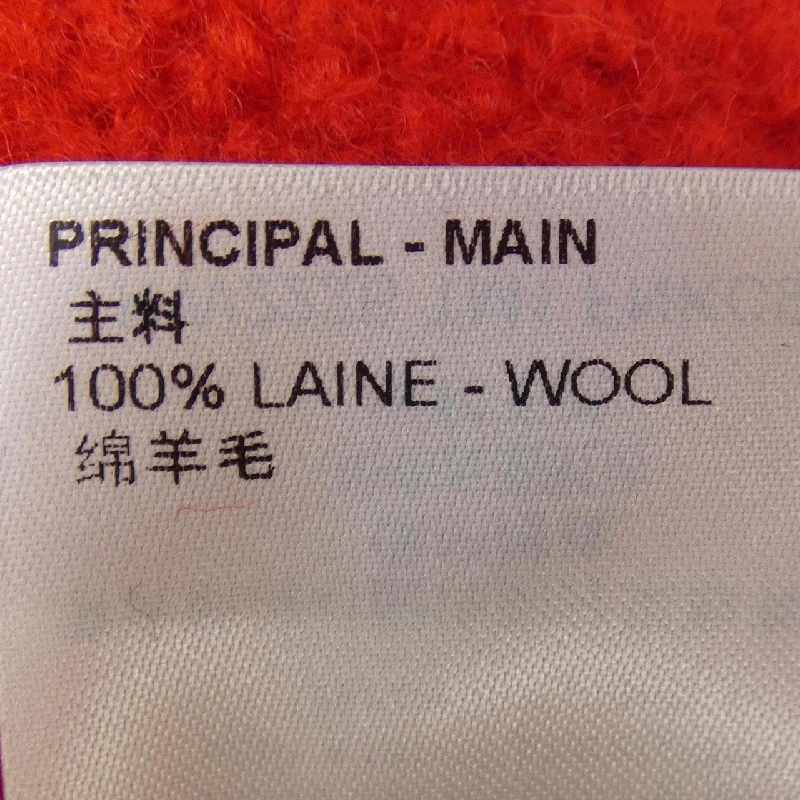 PRINCIPAL - MAIN
主料
100% LAINE - WOOL
绵羊毛